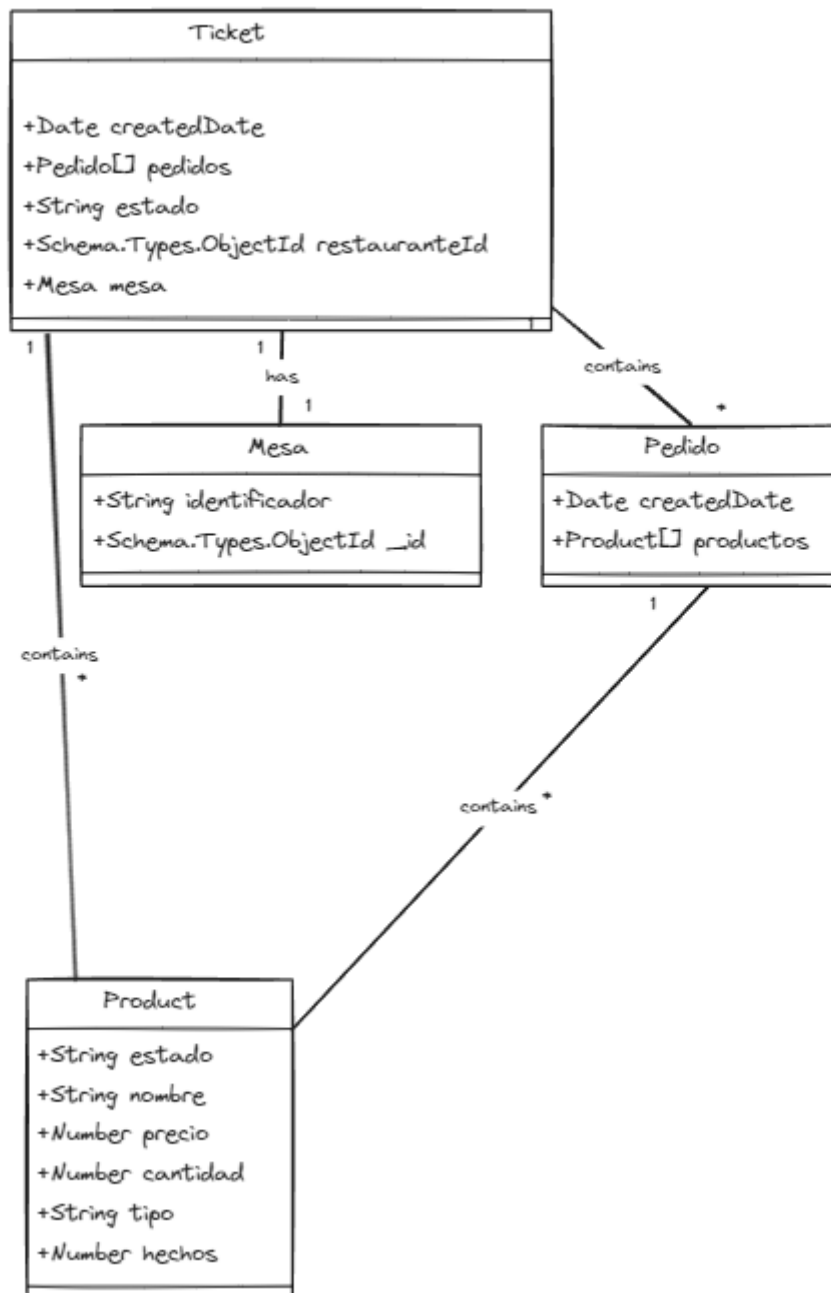 Ticket
+Date createdDate
+Pedido[] pedidos
+String estado
+Schema.Types.ObjectId restauranteId
+Mesa mesa
1
1
1
contains
has
1
*
Mesa
+String identificador
+Schema.Types.ObjectId _id
Pedido
+Date createdDate
+Product[] productos
1
contains
*
contains
*
Product
+String estado
+String nombre
+Number precio
+Number cantidad
+String tipo
+Number hechos